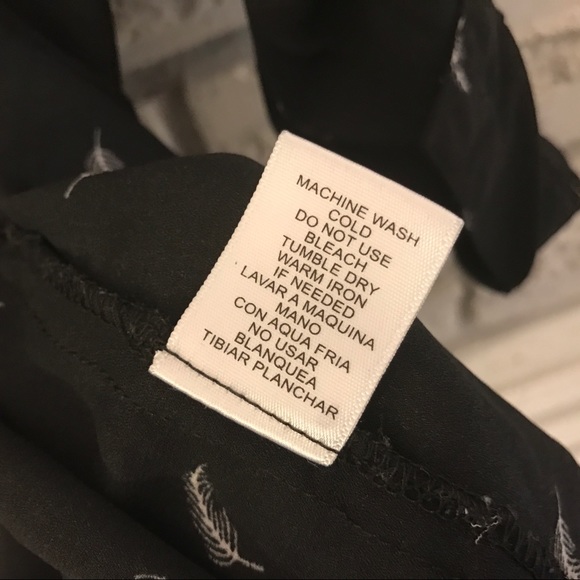 MACHINE WASH
COLD
DO NOT USE
BLEACH
TUMBLE DRY
WARM IRON
IF NEEDED
LAVAR A MAQUINA
MANO
CON AQUA FRIA
NO USAR
BLANQUEA
TIBIAR PLANCHAR